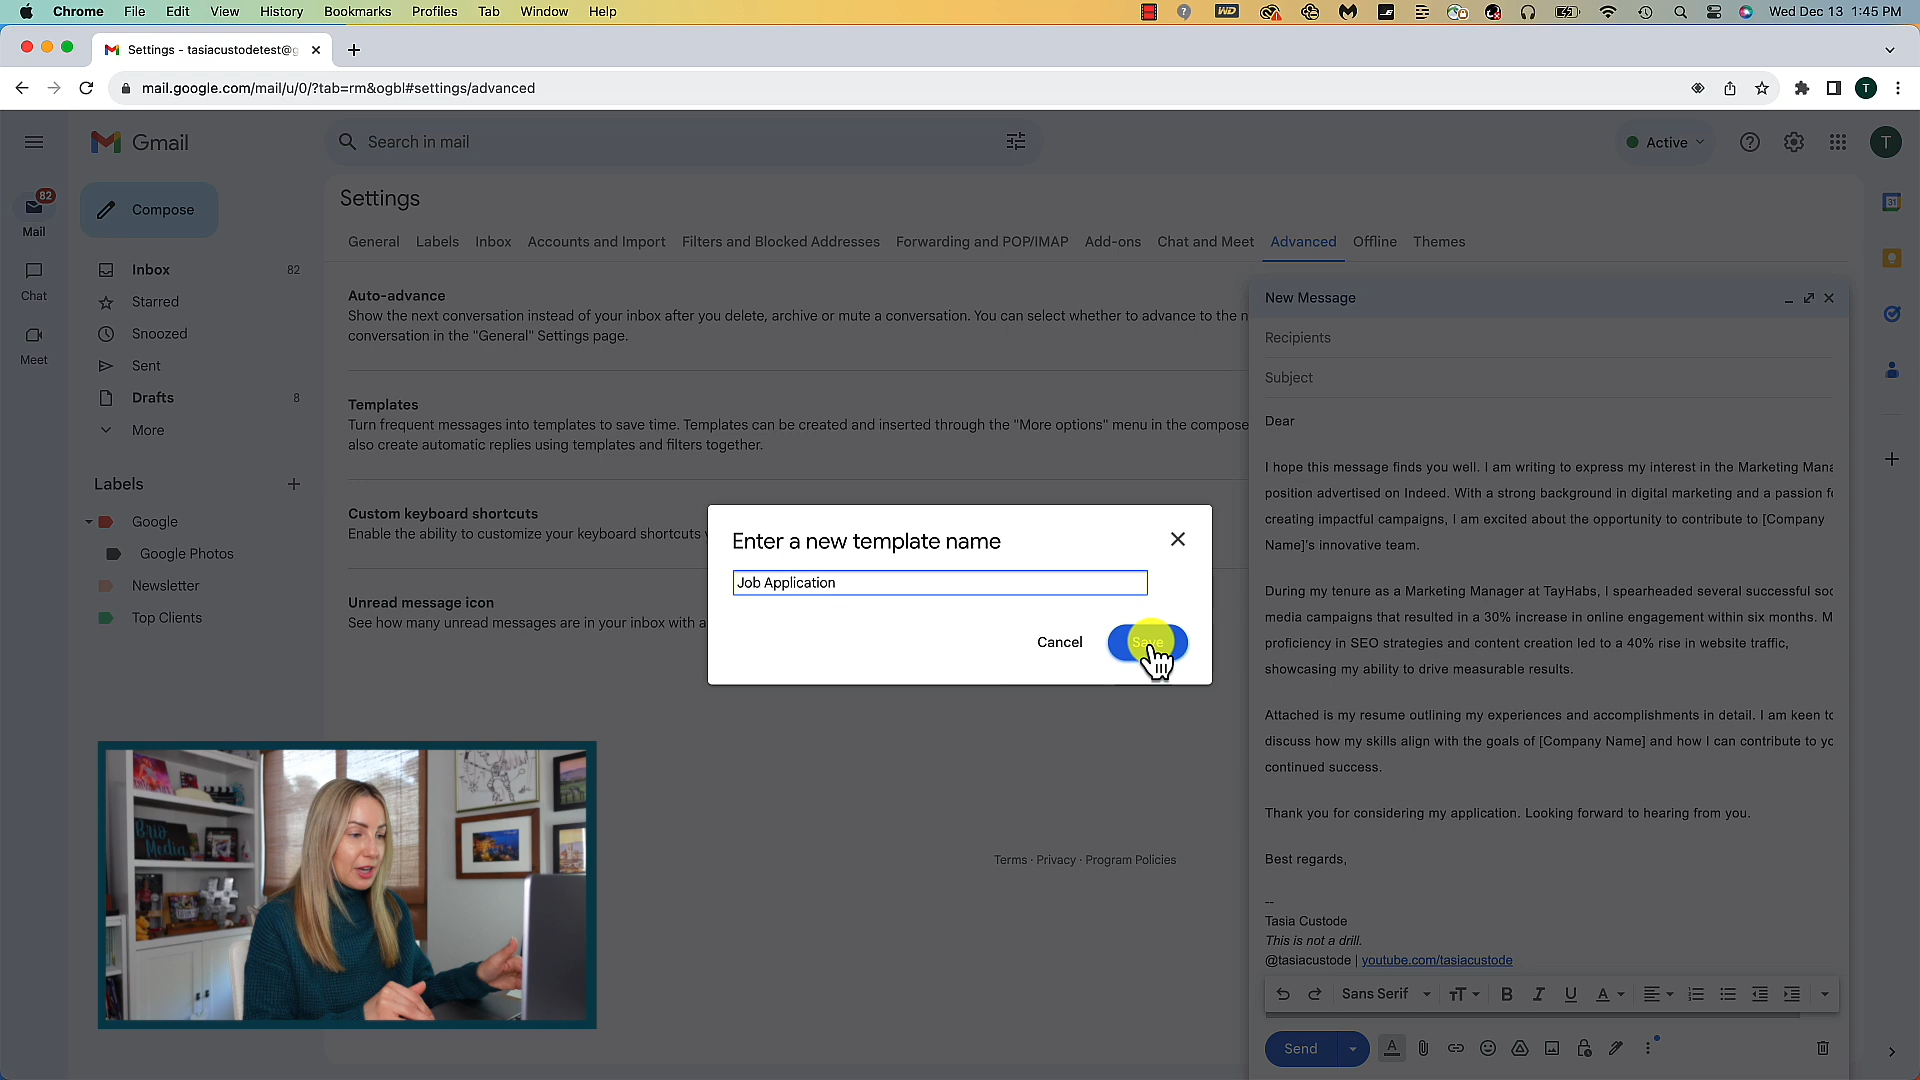 Chrome File Edit View History Bookmarks Profiles Tab Window Help
WD
Wed Dec 13 1:45 PM
Settings - tasiacustodetest@g
mail.google.com/mail/u/0/?tab=rm&ogbl#settings/advanced
T
Gmail
Search in mail
Active
T
82
Mail
Chat
Meet
Compose
Inbox 82
Starred
Snoozed
Sent
Drafts 8
More
Labels
Google
Google Photos
Newsletter
Top Clients
Settings
General Labels Inbox Accounts and Import Filters and Blocked Addresses Forwarding and POP/IMAP Add-ons Chat and Meet Advanced Offline Themes
Auto-advance
Show the next conversation instead of your inbox after you delete, archive or mute a conversation. You can select whether to advance to the n
conversation in the "General" Settings page.
Templates
Turn frequent messages into templates to save time. Templates can be created and inserted through the "More options" menu in the compose
also create automatic replies using templates and filters together.
Custom keyboard shortcuts
Enable the ability to customize your keyboard shortcuts
Unread message icon
See how many unread messages are in your inbox with a
Enter a new template name
Job Application
Cancel
Save
Terms · Privacy · Program Policies
New Message
Recipients
Subject
Dear
I hope this message finds you well. I am writing to express my interest in the Marketing Mana
position advertised on Indeed. With a strong background in digital marketing and a passion f
creating impactful campaigns, I am excited about the opportunity to contribute to [Company
Name]'s innovative team.
During my tenure as a Marketing Manager at TayHabs, I spearheaded several successful soc
media campaigns that resulted in a 30% increase in online engagement within six months. M
proficiency in SEO strategies and content creation led to a 40% rise in website traffic,
showcasing my ability to drive measurable results.
Attached is my resume outlining my experiences and accomplishments in detail. I am keen to
discuss how my skills align with the goals of [Company Name] and how I can contribute to yo
continued success.
Thank you for considering my application. Looking forward to hearing from you.
Best regards,
--
Tasia Custode
This is not a drill.
@tasiacustode | youtube.com/tasiacustode
Sans Serif
Send
31
Brio
Media